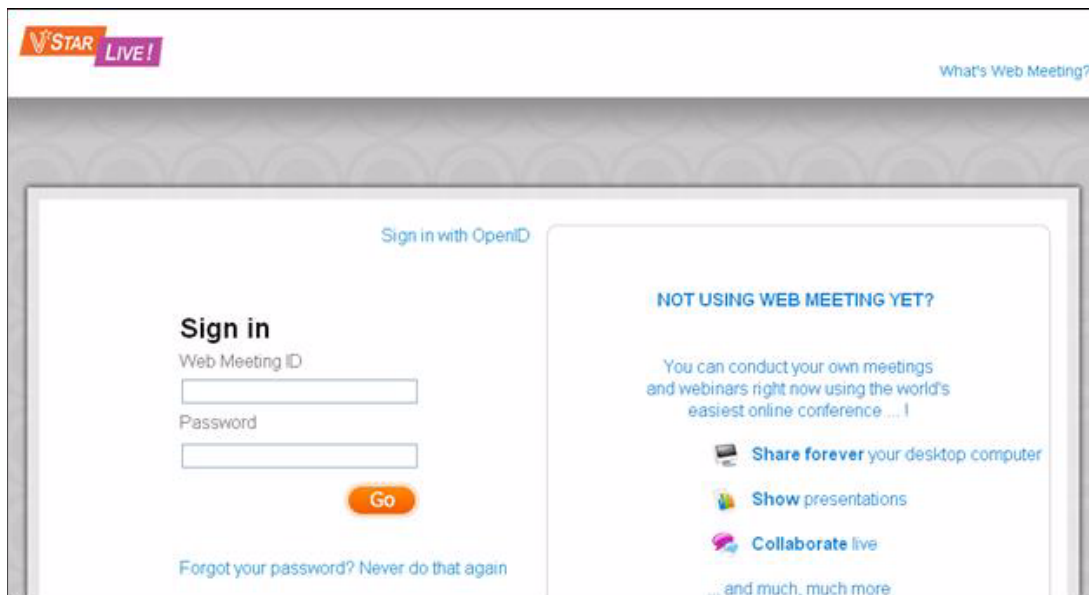 V STAR LIVE!
What's Web Meeting?
Sign in with OpenID
Sign in
Web Meeting ID
Password
Go
Forgot your password? Never do that again
NOT USING WEB MEETING YET?
You can conduct your own meetings
and webinars right now using the world's
easiest online conference ... !
Share forever your desktop computer
Show presentations
Collaborate live
... and much, much more